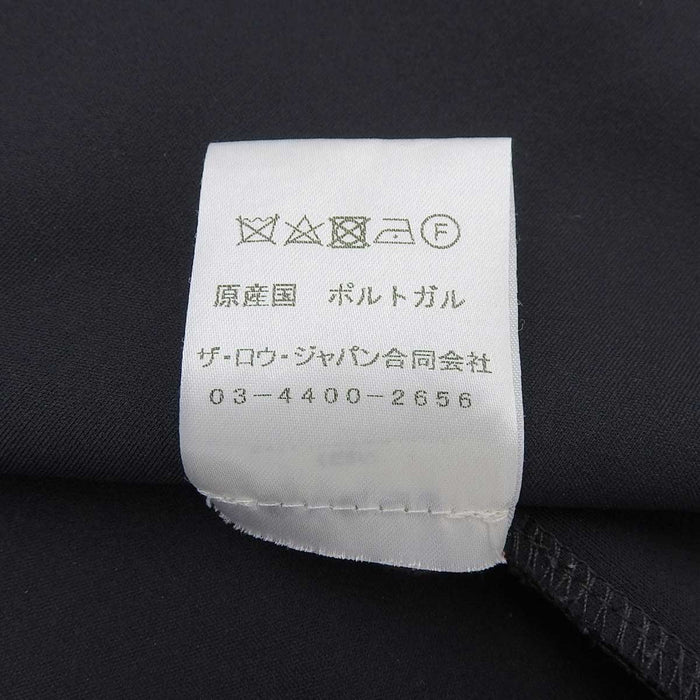 F
原産国 ポルトガル
ザ・ロウ・ジャパン合同会社
03-4400-2656